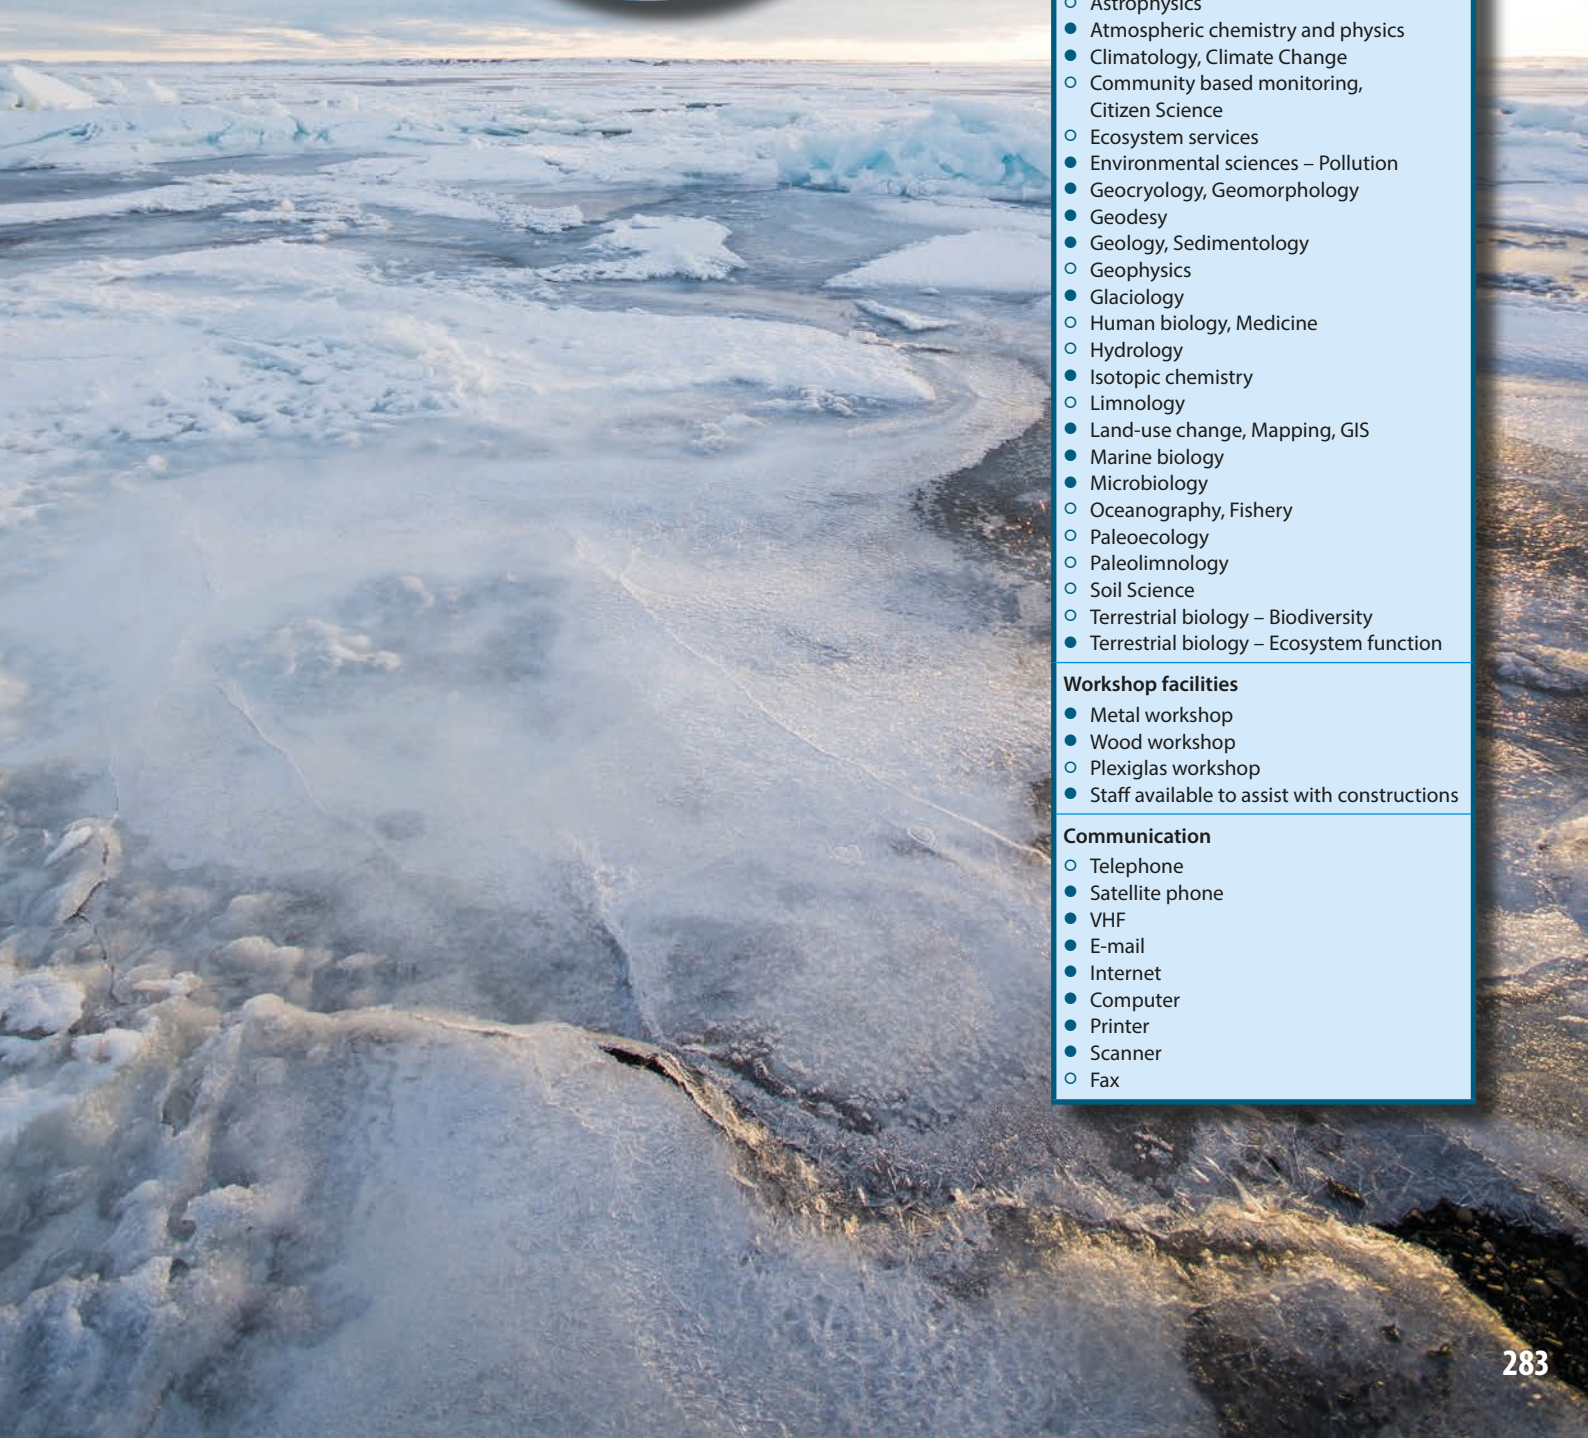 ○ Astrophysics
● Atmospheric chemistry and physics
● Climatology, Climate Change
○ Community based monitoring,
Citizen Science
○ Ecosystem services
● Environmental sciences – Pollution
● Geocryology, Geomorphology
● Geodesy
● Geology, Sedimentology
○ Geophysics
● Glaciology
○ Human biology, Medicine
○ Hydrology
● Isotopic chemistry
○ Limnology
● Land-use change, Mapping, GIS
● Marine biology
● Microbiology
○ Oceanography, Fishery
○ Paleoecology
○ Paleolimnology
○ Soil Science
○ Terrestrial biology – Biodiversity
● Terrestrial biology – Ecosystem function
Workshop facilities
● Metal workshop
● Wood workshop
○ Plexiglas workshop
● Staff available to assist with constructions
Communication
○ Telephone
● Satellite phone
● VHF
● E-mail
● Internet
● Computer
● Printer
● Scanner
○ Fax
283